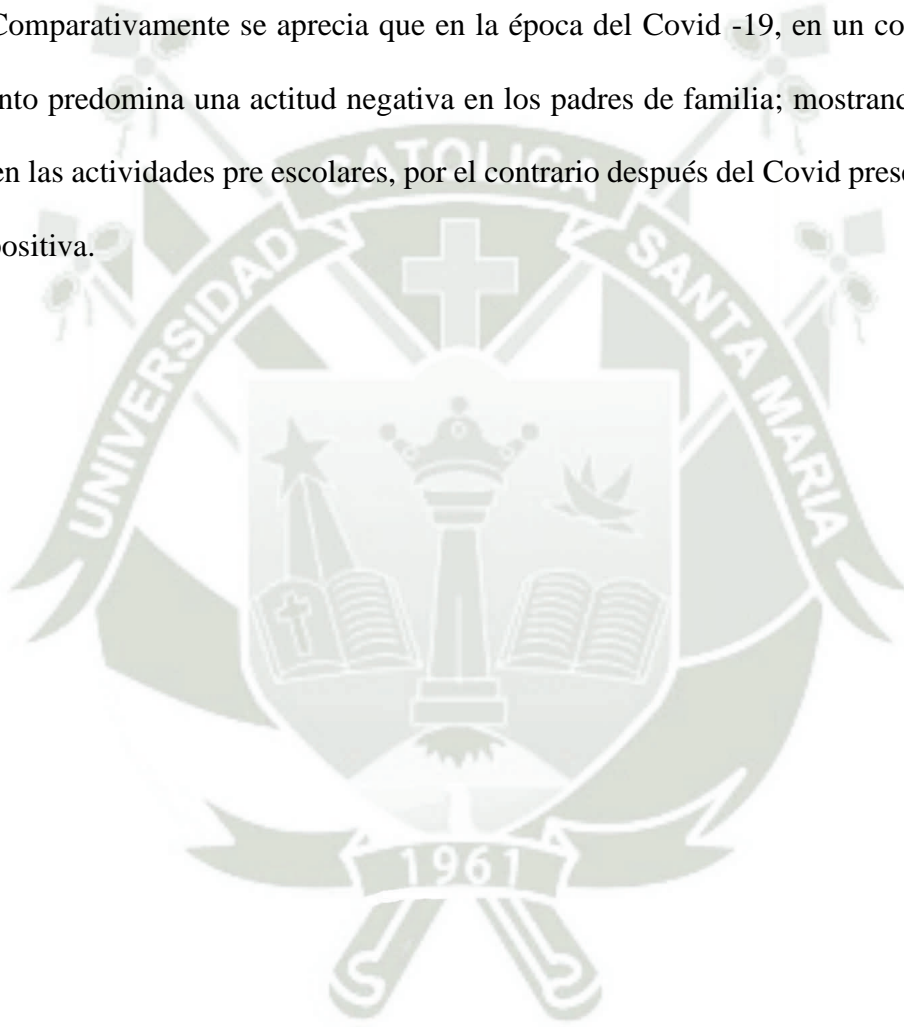 Comparativamente se aprecia que en la época del Covid -19, en un co
nto predomina una actitud negativa en los padres de familia; mostrand
en las actividades pre escolares, por el contrario después del Covid pres
ositiva.
UNIVERSIDAD CATOLICA SANTA MARIA
1961